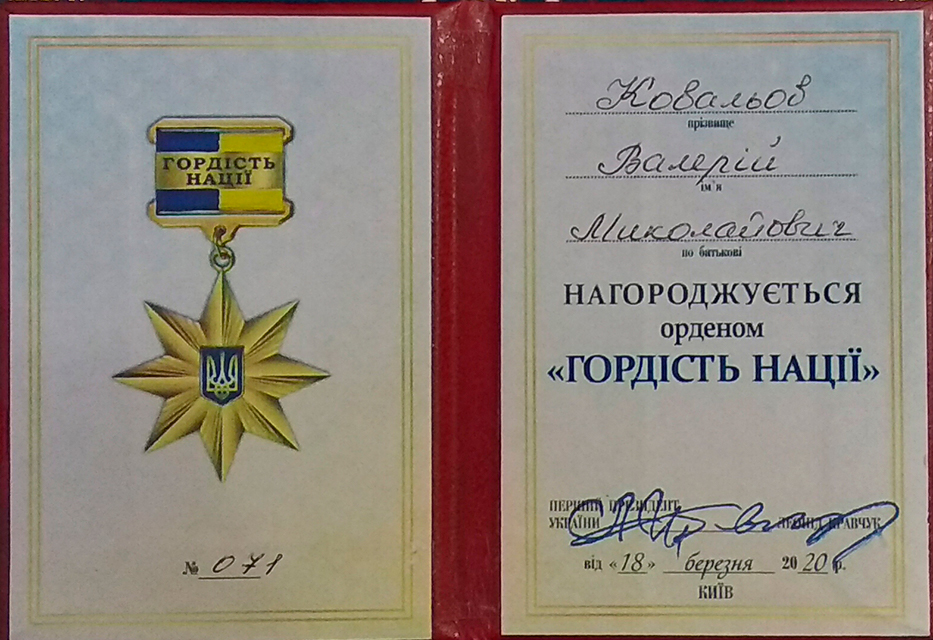 ГОРДІСТЬ
НАЦІЇ
№ 071
Ковальов
прізвище
Валерій
ім'я
Миколайович
по батькові
НАГОРОДЖУЄТЬСЯ
орденом
«ГОРДІСТЬ НАЦІЇ»
ПЕРШИЙ ПРЕЗИДЕНТ
УКРАЇНИ ЛЕОНІД КРАВЧУК
від «18» березня 2020 р.
КИЇВ